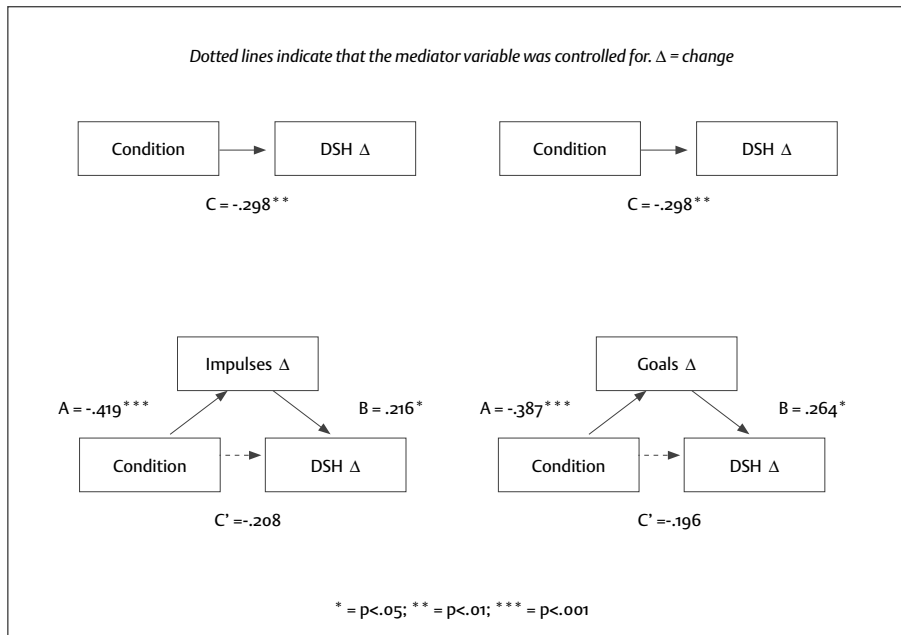 Dotted lines indicate that the mediator variable was controlled for. Δ = change
Condition
DSH Δ
C = -.298**
Condition
DSH Δ
C = -.298**
Impulses Δ
A = -.419***
B = .216*
Condition
DSH Δ
C' =-.208
Goals Δ
A = -.387***
B = .264*
Condition
DSH Δ
C' =-.196
* = p<.05; ** = p<.01; *** = p<.001